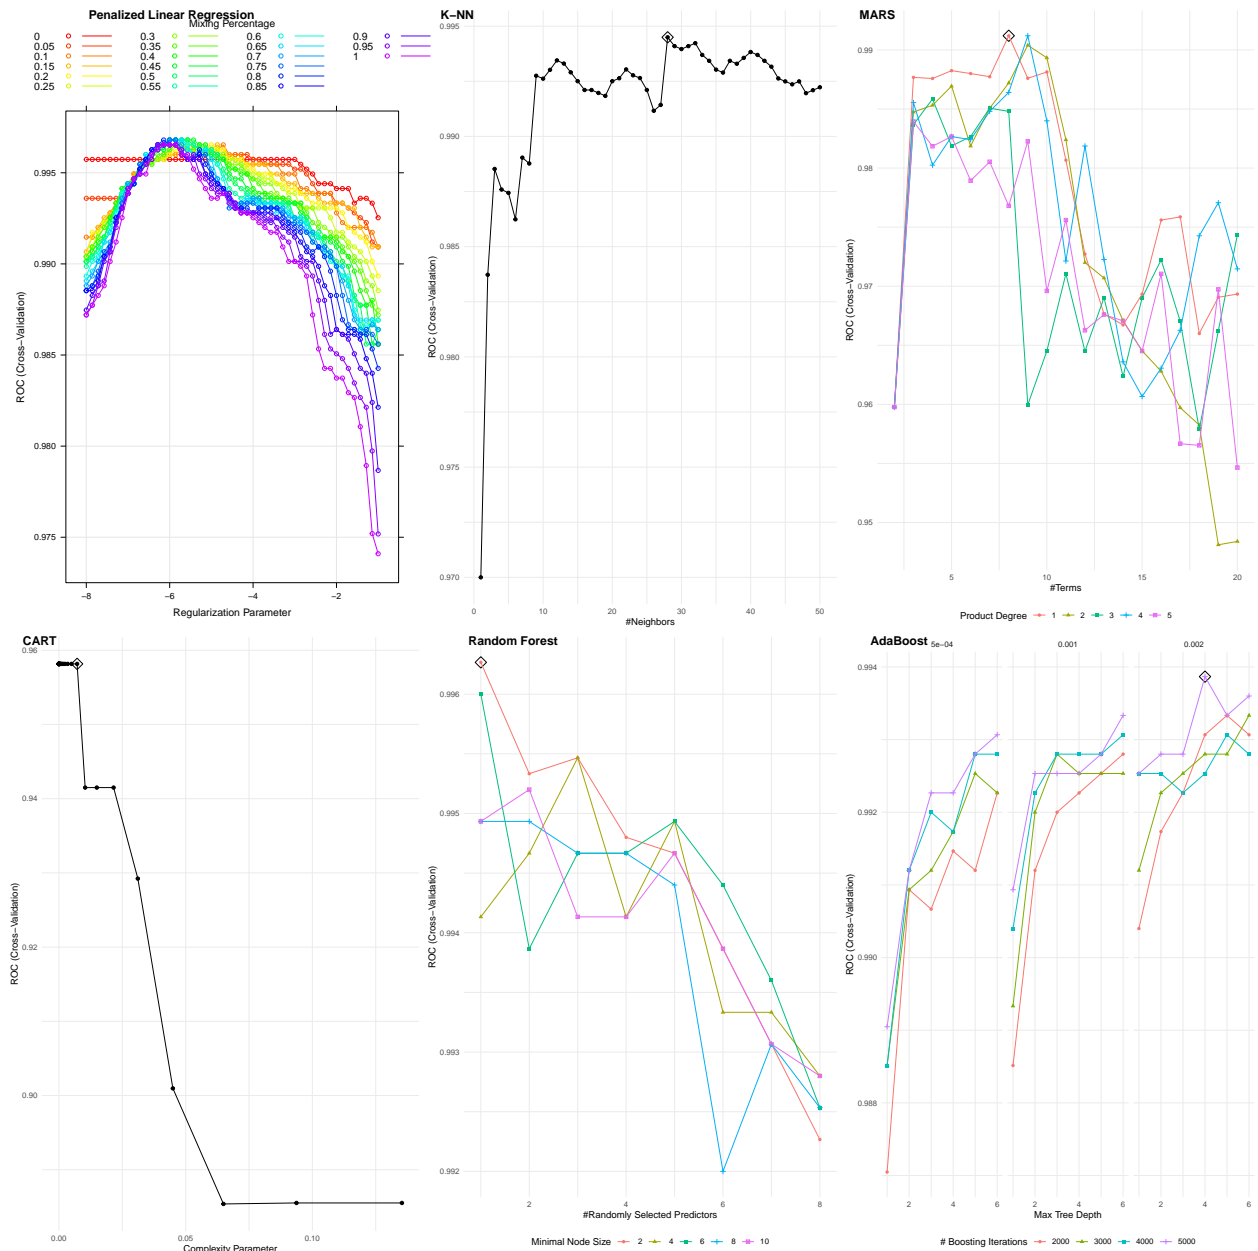 Penalized Linear Regression
Mixing Percentage
0 0.3 0.6 0.9
0.05 0.35 0.65 0.95
0.1 0.4 0.7 1
0.15 0.45 0.75
0.2 0.5 0.8
0.25 0.55 0.85
ROC (Cross−Validation)
0.995
0.990
0.985
0.980
0.975
−8 −6 −4 −2
Regularization Parameter
K−NN
ROC (Cross−Validation)
0.995
0.990
0.985
0.980
0.975
0.970
0 10 20 30 40 50
#Neighbors
MARS
ROC (Cross−Validation)
0.99
0.98
0.97
0.96
0.95
5 10 15 20
#Terms
Product Degree 1 2 3 4 5
CART
ROC (Cross−Validation)
0.96
0.94
0.92
0.90
0.00 0.05 0.10
Complexity Parameter
Random Forest
ROC (Cross−Validation)
0.996
0.995
0.994
0.993
0.992
2 4 6 8
#Randomly Selected Predictors
Minimal Node Size 2 4 6 8 10
AdaBoost
5e−04 0.001 0.002
ROC (Cross−Validation)
0.994
0.992
0.990
0.988
2 4 6 2 4 6 2 4 6
Max Tree Depth
# Boosting Iterations 2000 3000 4000 5000